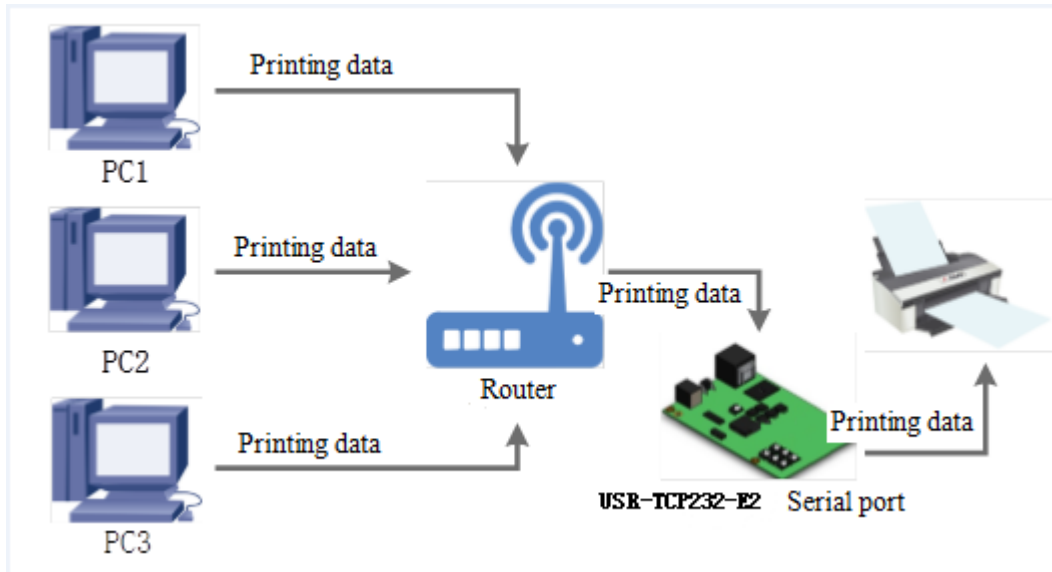 Printing data
PC1
Printing data
PC2
Printing data
PC3
Router
Printing data
USR-TCP232-E2
Serial port
Printing data